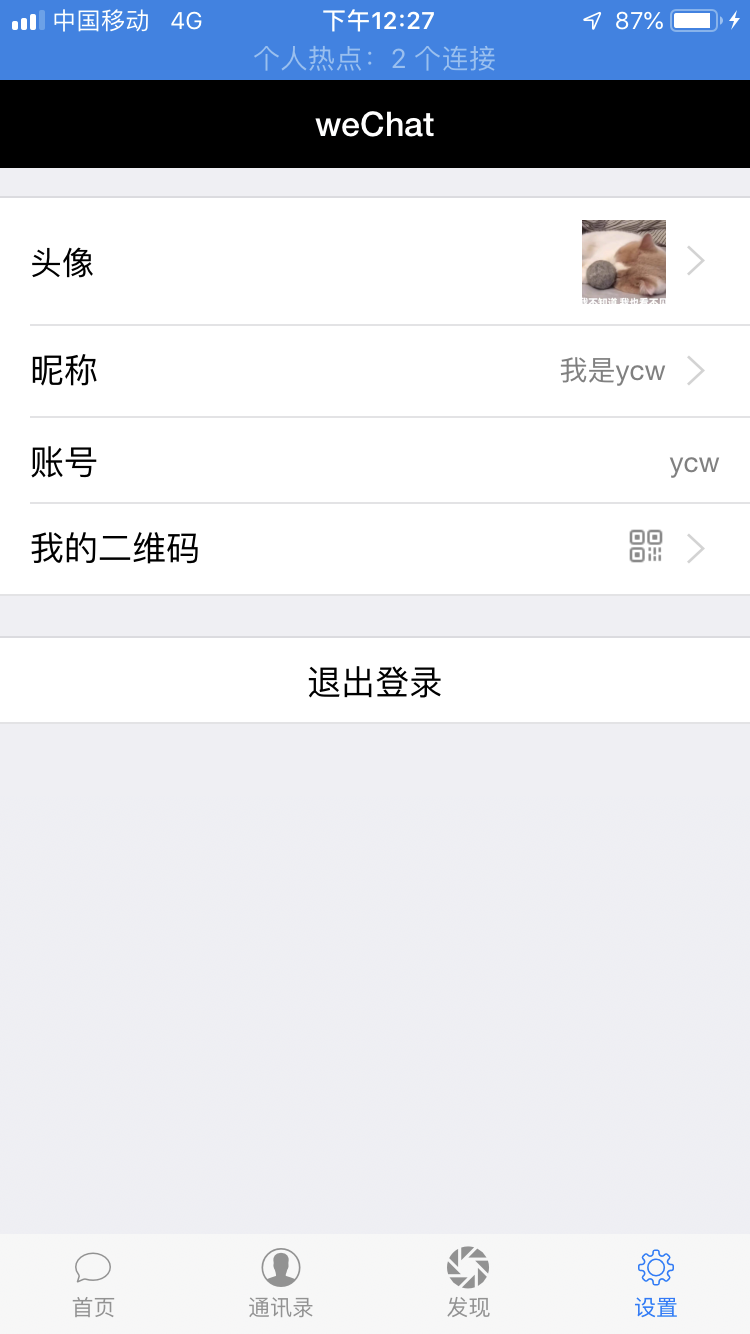 中国移动 4G 下午12:27 87%
个人热点：2 个连接
weChat
头像
昵称 我是ycw
账号 ycw
我的二维码
退出登录
首页 通讯录 发现 设置